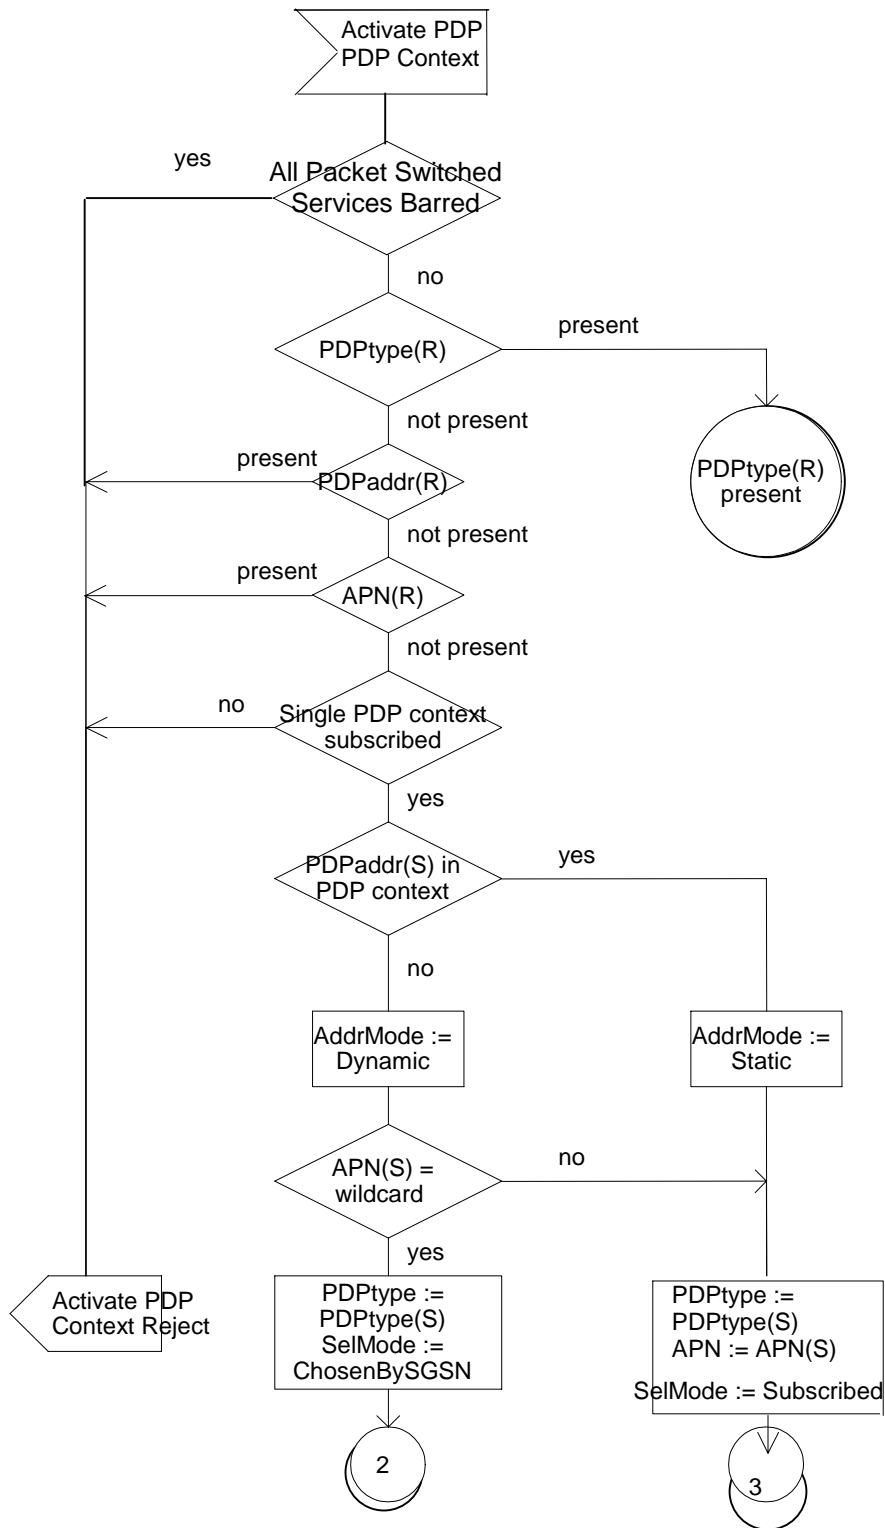 Activate PDP
PDP Context
yes
All Packet Switched
Services Barred
no
PDPtype(R)
present
not present
PDPtype(R)
present
present
PDPaddr(R)
not present
present
APN(R)
not present
no
Single PDP context
subscribed
yes
PDPaddr(S) in
PDP context
yes
no
AddrMode :=
Dynamic
AddrMode :=
Static
APN(S) =
wildcard
no
yes
Activate PDP
Context Reject
PDPtype :=
PDPtype(S)
SelMode :=
ChosenBySGSN
PDPtype :=
PDPtype(S)
APN := APN(S)
SelMode := Subscribed
2
3